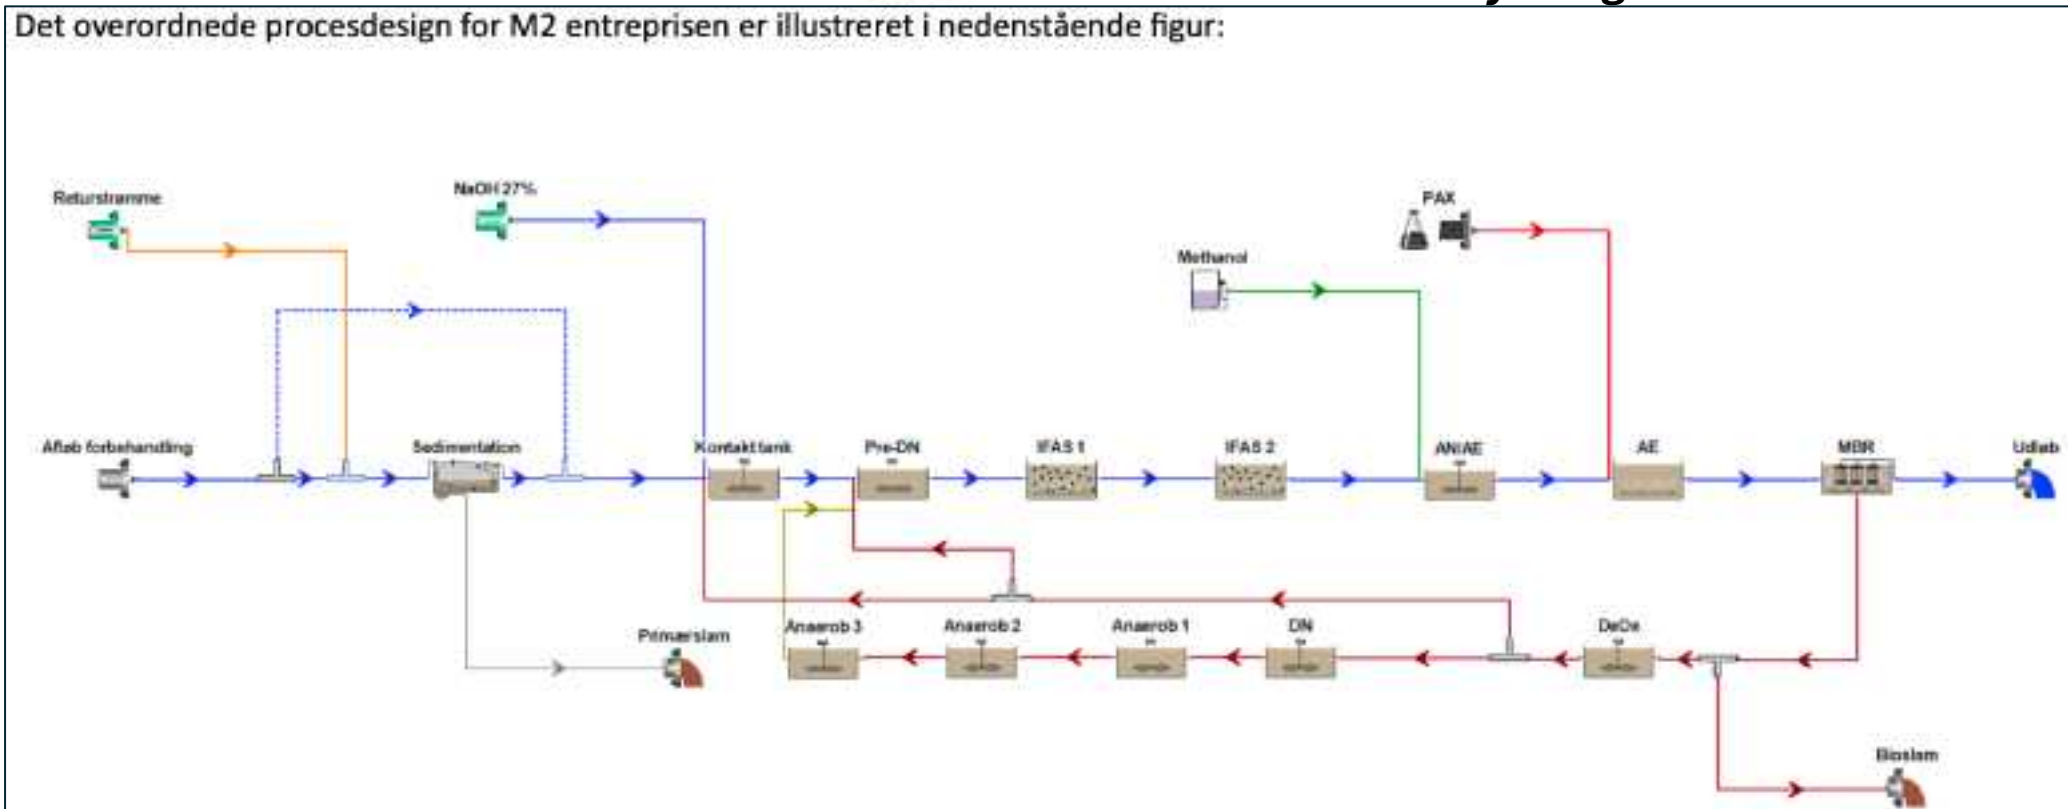 Det overordnede procesdesign for M2 entreprisen er illustreret i nedenstående figur:
NaOH 27%
Returstrømme
PAX
Methanol
Afløb forbehandling
Sedimentation
Kontakttank
Pre-DN
IFAS 1
IFAS 2
AN/AE
AE
MBR
Udløb
Primærslam
Anaerob 3
Anaerob 2
Anaerob 1
DN
DeOx
Bioslam